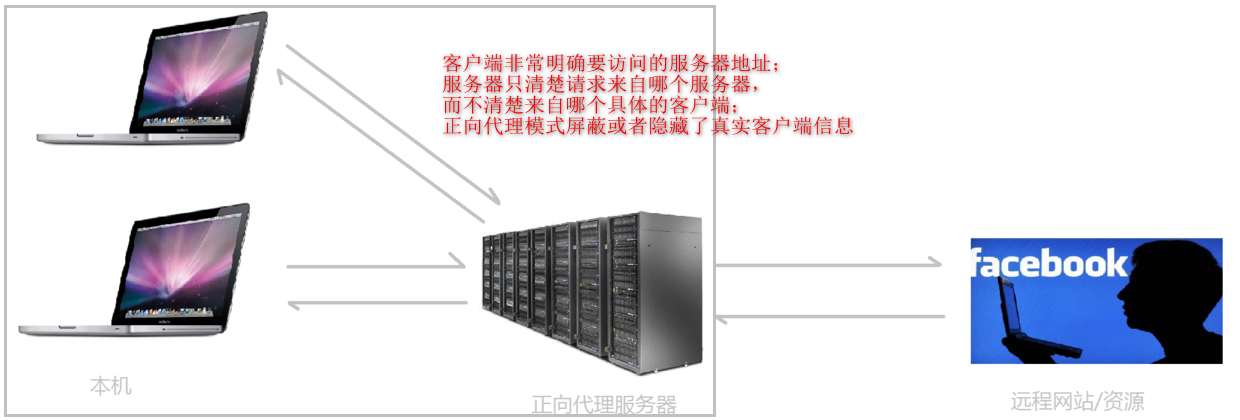 客户端非常明确要访问的服务器地址；
服务器只清楚请求来自哪个服务器，
而不清楚来自哪个具体的客户端；
正向代理模式屏蔽或者隐藏了真实客户端信息
facebook
本机
正向代理服务器
远程网站/资源